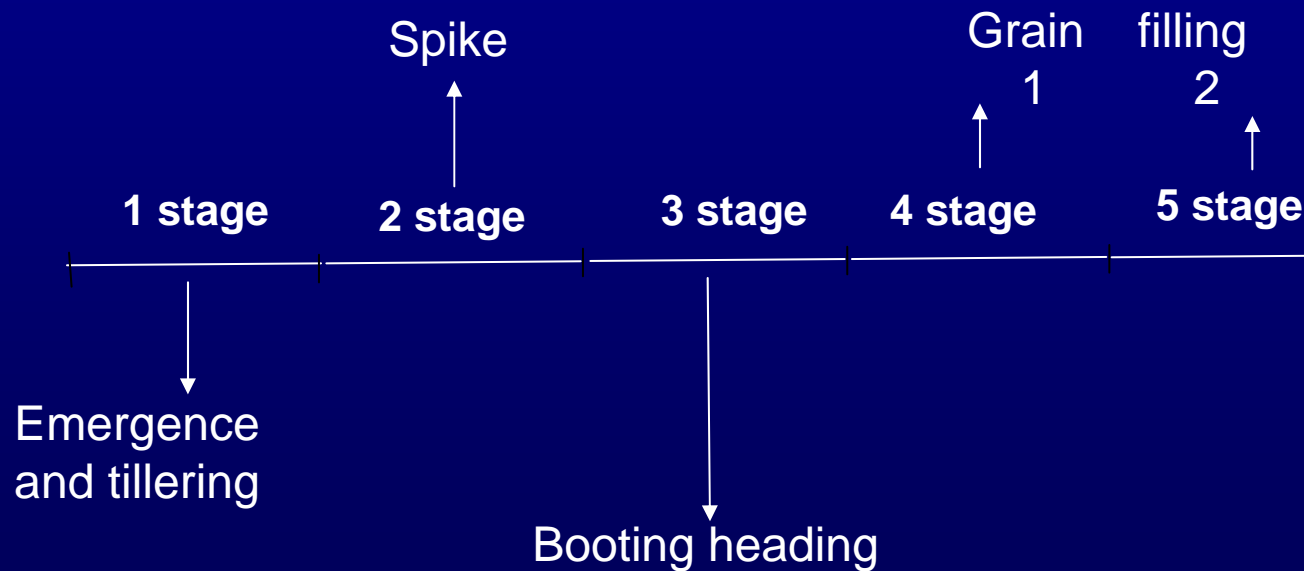 Spike
Grain filling
1 2
1 stage 2 stage 3 stage 4 stage 5 stage
Emergence
and tillering
Booting heading